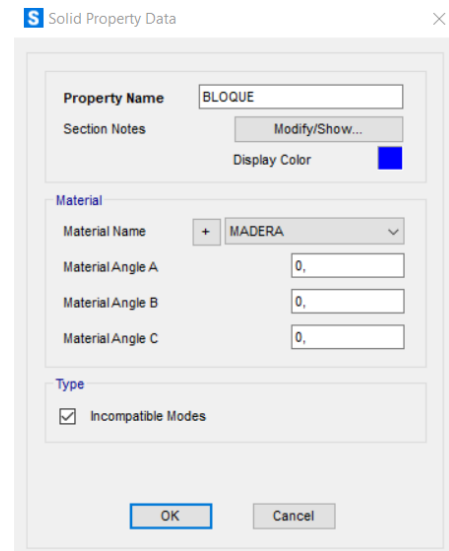 S Solid Property Data
Property Name BLOQUE
Section Notes Modify/Show...
Display Color
Material
Material Name + MADERA
Material Angle A 0,
Material Angle B 0,
Material Angle C 0,
Type
Incompatible Modes
OK Cancel